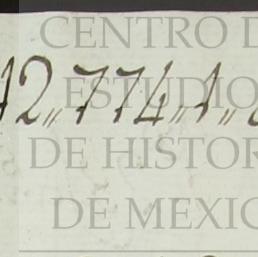 CENTRO D
12,,774,,1,,
ESTUDIO
DE HISTOR
DE MEXIC